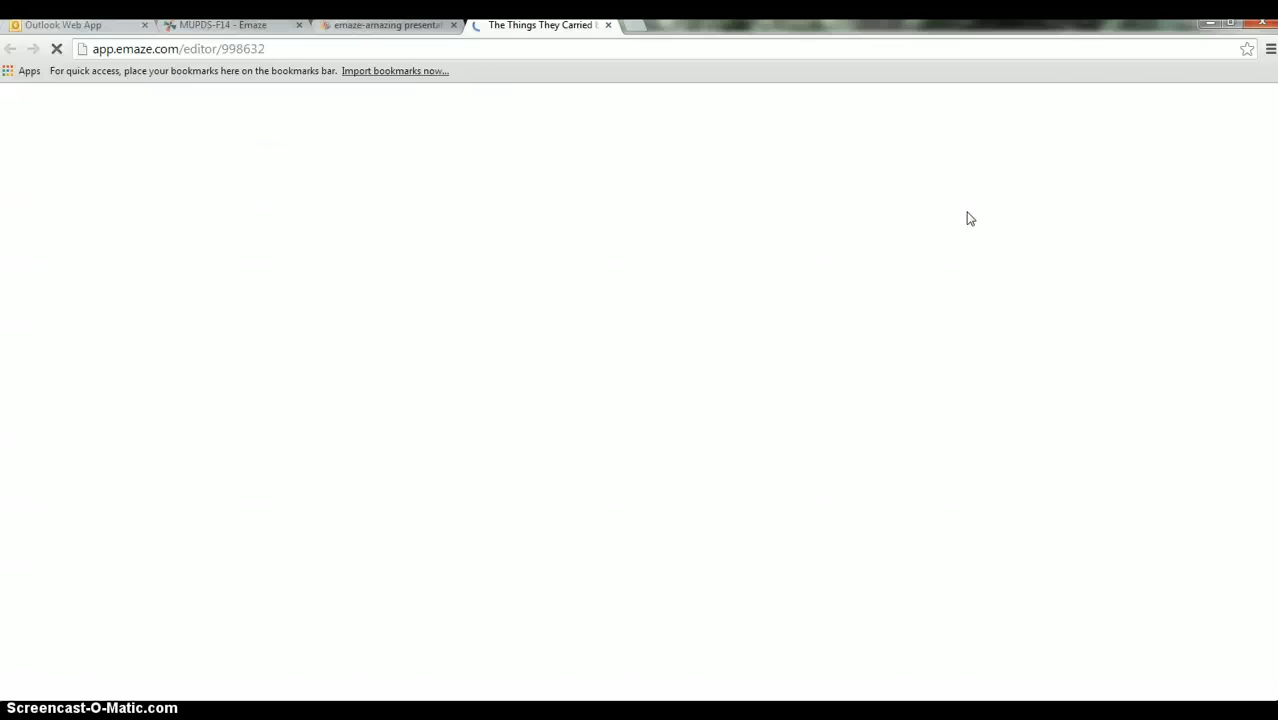 Outlook Web App
MUPDS-F14 - Emaze
emaze-amazing presenta
The Things They Carried
app.emaze.com/editor/998632
Apps For quick access, place your bookmarks here on the bookmarks bar. Import bookmarks now...
Screencast-O-Matic.com